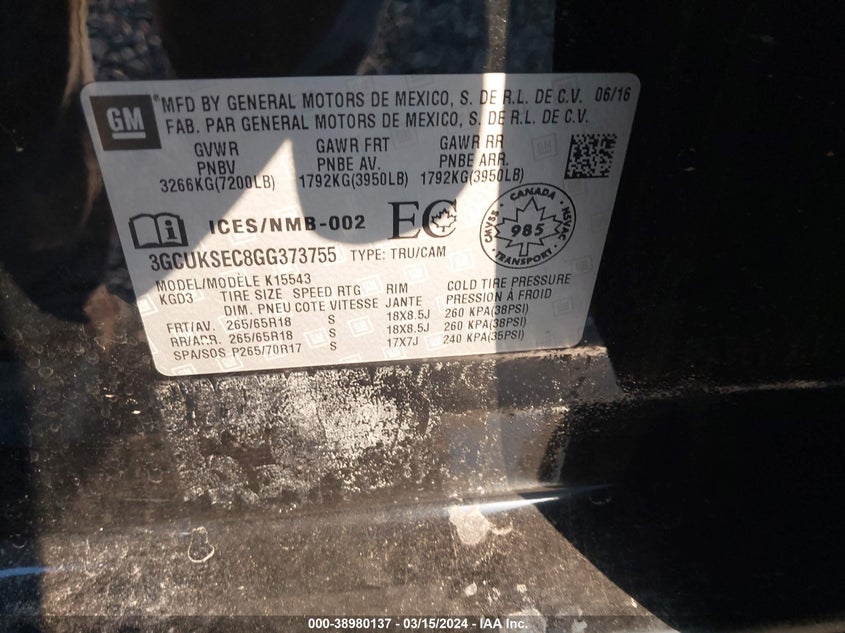 GM
MFD BY GENERAL MOTORS DE MEXICO, S. DE R.L. DE C.V. 06/16
FAB. PAR GENERAL MOTORS DE MEXICO, S. DE R.L. DE C.V.
GVWR GAWR FRT GAWR RR
PNBV PNBE AV. PNBE ARR.
3266KG(7200LB) 1792KG(3950LB) 1792KG(3950LB)
ICES/NMB-002 EC
CANADA
CMVSS 985 NSVAC
TRANSPORT
3GCUKSEC8GG373755 TYPE: TRU/CAM
MODEL/MODÈLE K15543
KGD3 TIRE SIZE SPEED RTG RIM COLD TIRE PRESSURE
DIM. PNEU COTE VITESSE JANTE PRESSION À FROID
FRT/AV. 265/65R18 S 18X8.5J 260 KPA(38PSI)
RR/ARR. 265/65R18 S 18X8.5J 260 KPA(38PSI)
SPA/SOS P265/70R17 S 17X7J 240 KPA(35PSI)
000-38980137 - 03/15/2024 - IAA Inc.